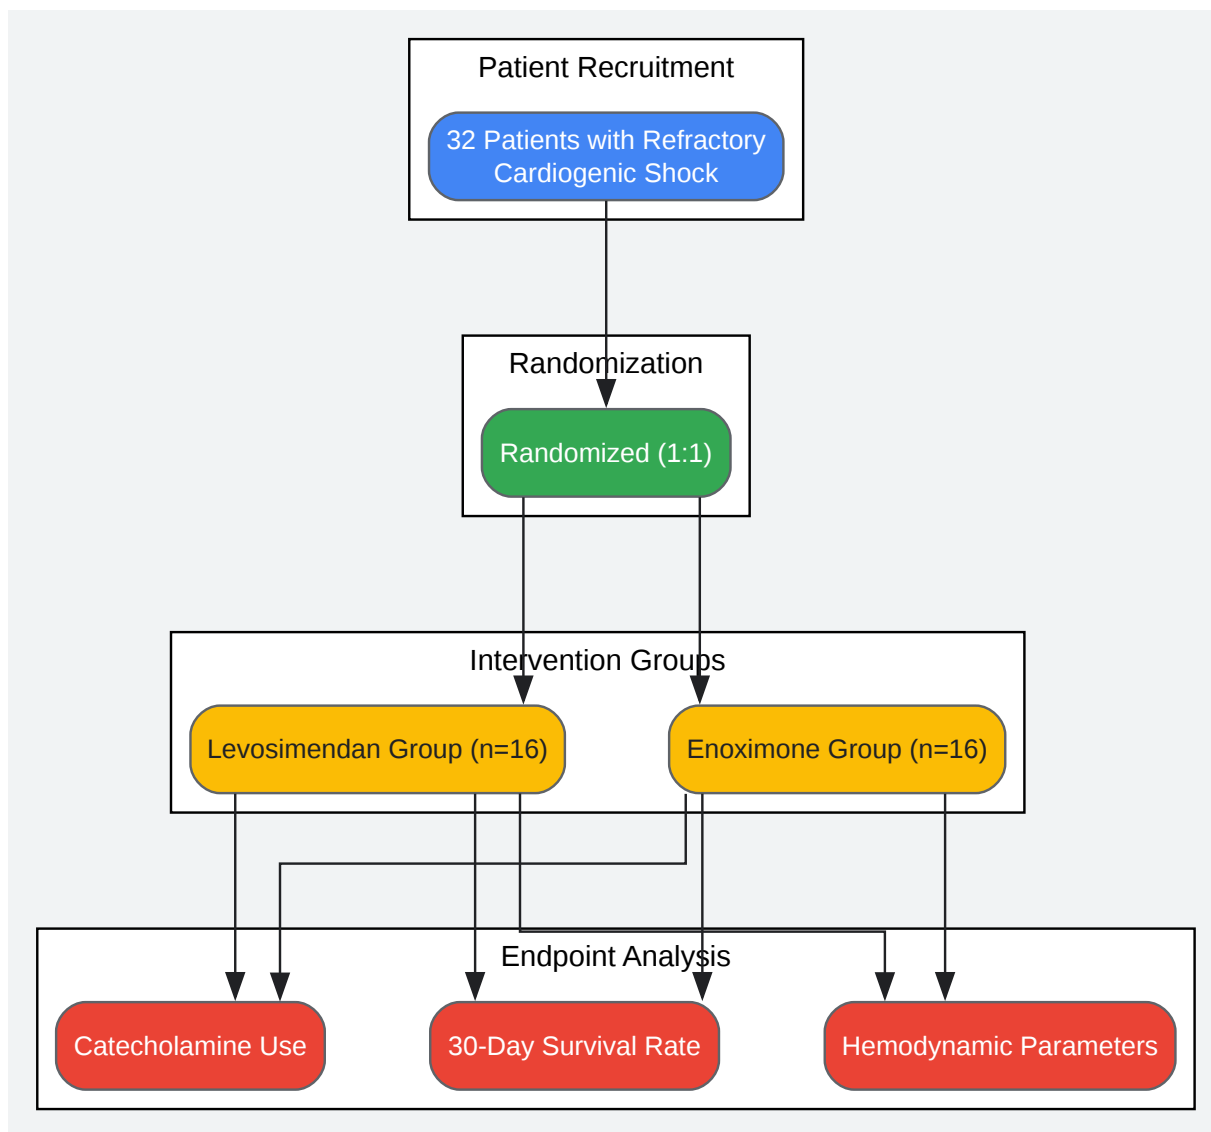 Patient Recruitment
32 Patients with Refractory
Cardiogenic Shock
Randomization
Randomized (1:1)
Intervention Groups
Levosimendan Group (n=16)
Enoximone Group (n=16)
Endpoint Analysis
Catecholamine Use
30-Day Survival Rate
Hemodynamic Parameters